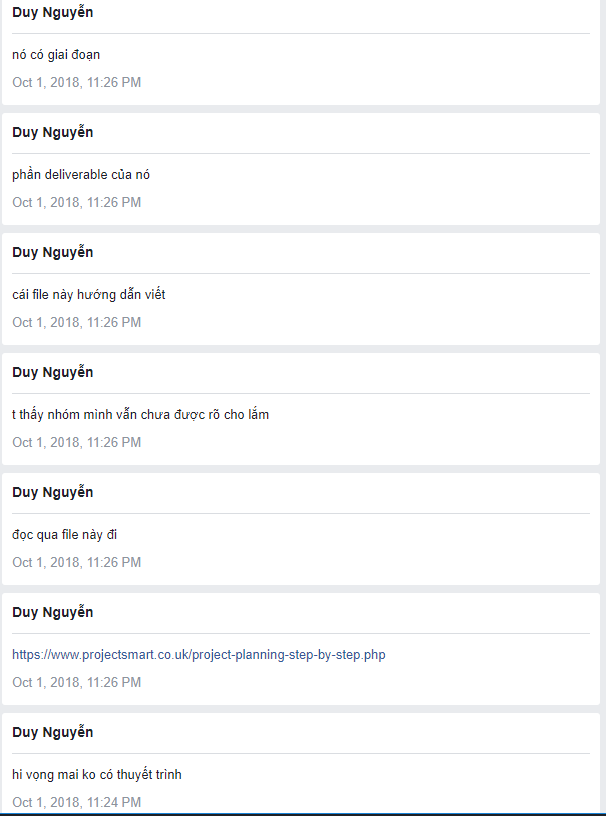 Duy Nguyễn
nó có giai đoạn
Oct 1, 2018, 11:26 PM
Duy Nguyễn
phần deliverable của nó
Oct 1, 2018, 11:26 PM
Duy Nguyễn
cái file này hướng dẫn viết
Oct 1, 2018, 11:26 PM
Duy Nguyễn
t thấy nhóm mình vẫn chưa được rõ cho lắm
Oct 1, 2018, 11:26 PM
Duy Nguyễn
đọc qua file này đi
Oct 1, 2018, 11:26 PM
Duy Nguyễn
https://www.projectsmart.co.uk/project-planning-step-by-step.php
Oct 1, 2018, 11:26 PM
Duy Nguyễn
hi vọng mai ko có thuyết trình
Oct 1, 2018, 11:24 PM